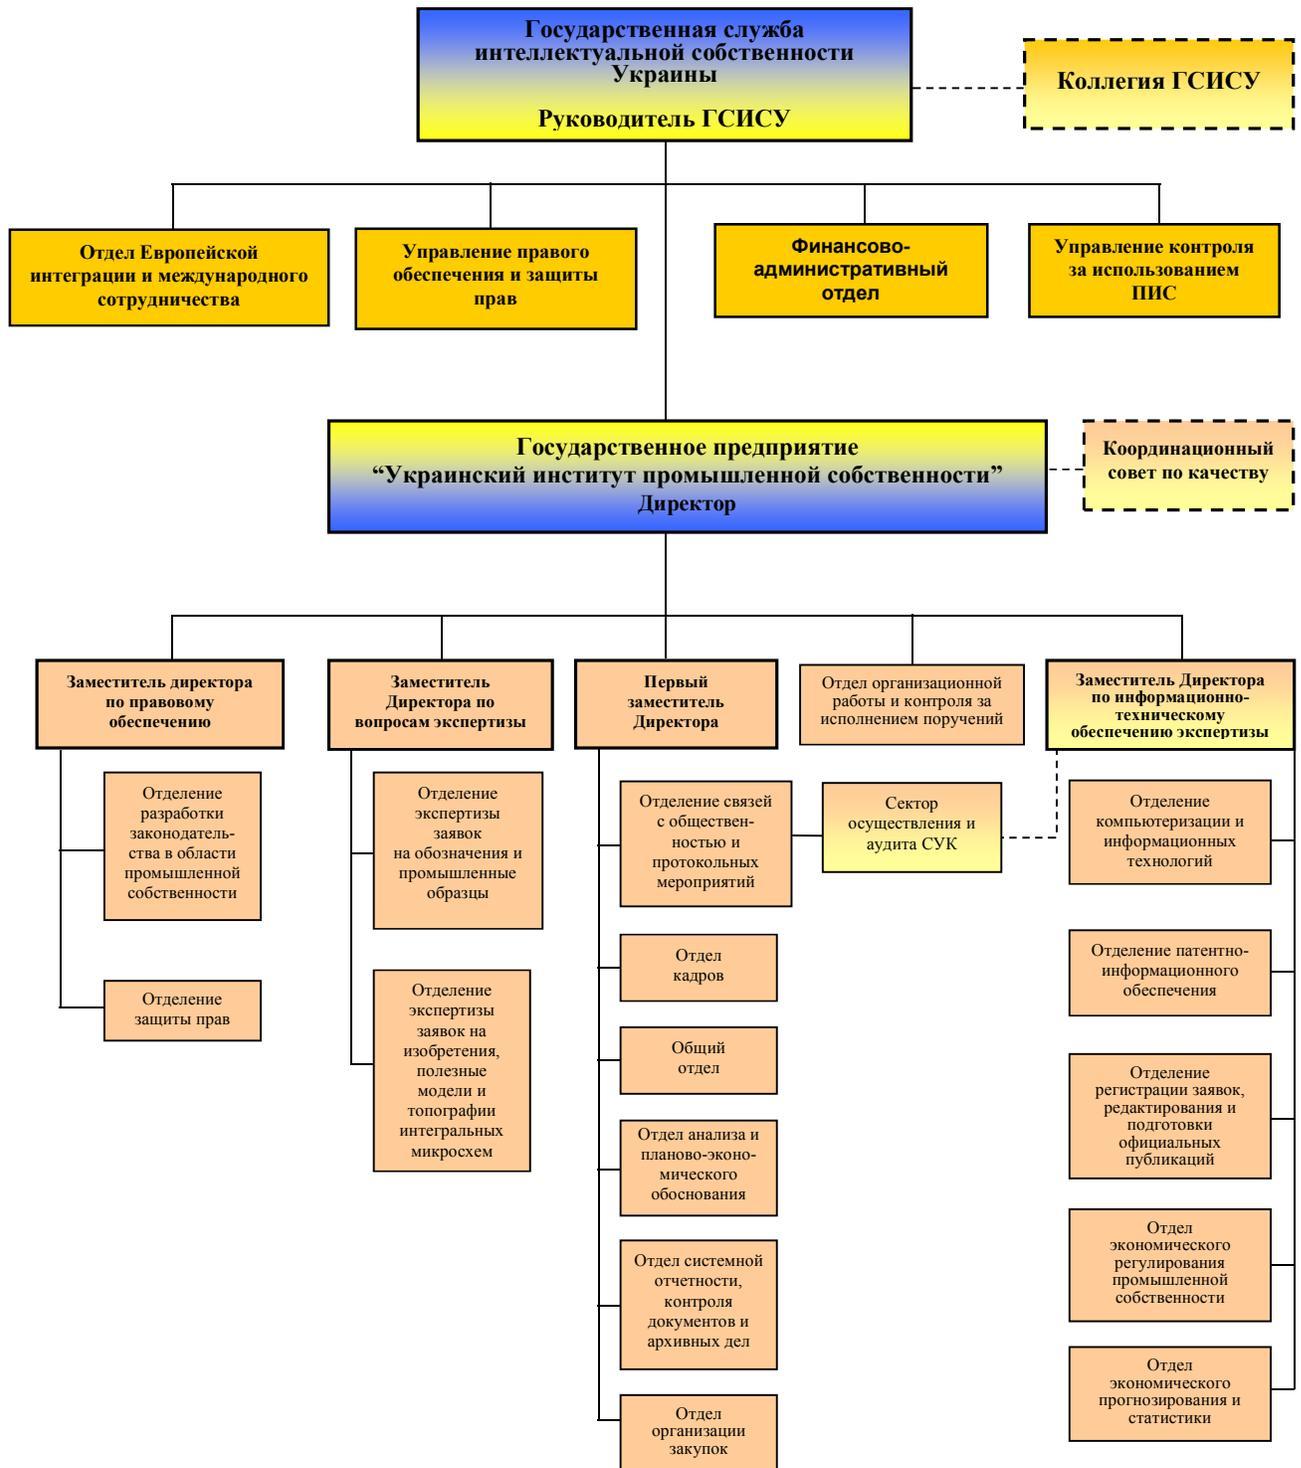 Государственная служба
интеллектуальной собственности
Украины
Руководитель ГСИСУ
Коллегия ГСИСУ
Отдел Европейской
интеграции и международного
сотрудничества
Управление правого
обеспечения и защиты
прав
Финансово-
административный
отдел
Управление контроля
за использованием
ПИС
Государственное предприятие
“Украинский институт промышленной собственности”
Директор
Координационный
совет по качеству
Заместитель директора
по правовому
обеспечению
Заместитель
Директора по
вопросам экспертизы
Первый
заместитель
Директора
Отдел организационной
работы и контроля за
исполнением поручений
Заместитель Директора
по информационно-
техническому
обеспечению экспертизы
Отделение
разработки
законодатель-
ства в области
промышленной
собственности
Отделение
защиты прав
Отделение
экспертизы
заявок
на обозначения и
промышленные
образцы
Отделение
экспертизы
заявок на
изобретения,
полезные
модели и
топографии
интегральных
микросхем
Отделение связей
с обществен-
ностью и
протокольных
мероприятий
Сектор
осуществления и
аудита СУК
Отдел
кадров
Общий
отдел
Отдел анализа и
планово-эконо-
мического
обоснования
Отдел системной
отчетности,
контроля
документов и
архивных дел
Отдел
организации
закупок
Отделение
компьютеризации и
информационных
технологий
Отделение патентно-
информационного
обеспечения
Отделение
регистрации заявок,
редактирования и
подготовки
официальных
публикаций
Отдел
экономического
регулирования
промышленной
собственности
Отдел
экономического
прогнозирования и
статистики